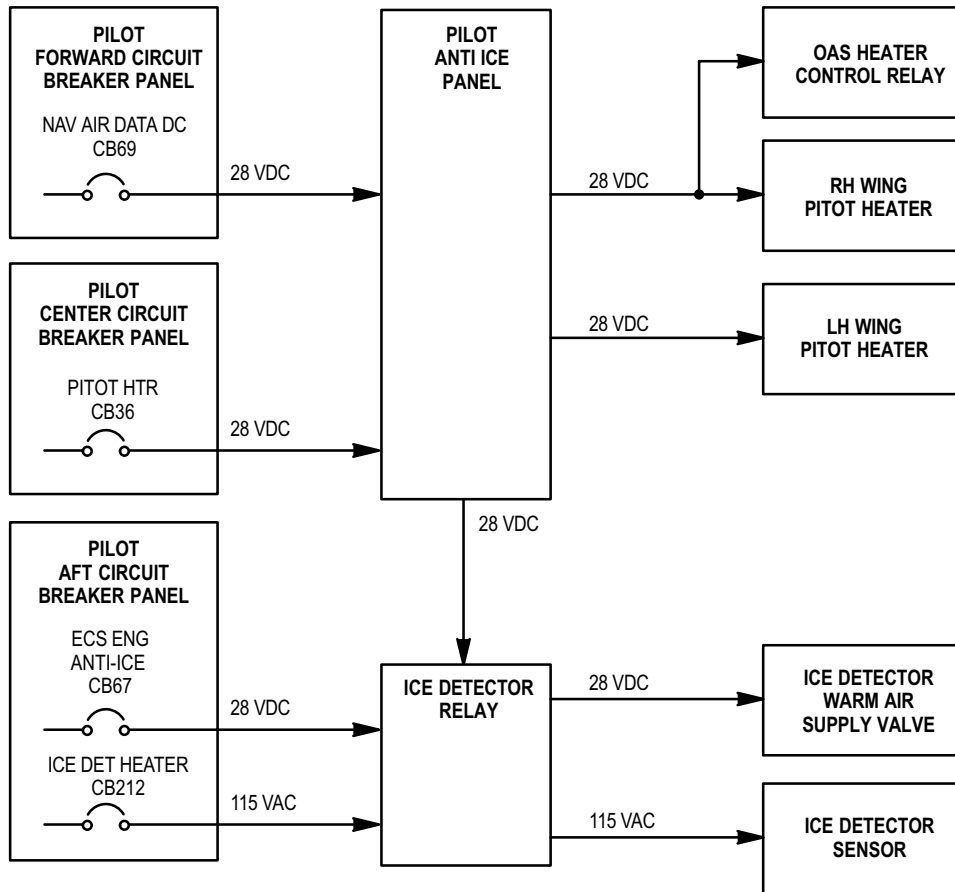 PILOT
FORWARD CIRCUIT
BREAKER PANEL
NAV AIR DATA DC
CB69
28 VDC
PILOT
CENTER CIRCUIT
BREAKER PANEL
PITOT HTR
CB36
28 VDC
PILOT
AFT CIRCUIT
BREAKER PANEL
ECS ENG
ANTI-ICE
CB67
28 VDC
ICE DET HEATER
CB212
115 VAC
PILOT
ANTI ICE
PANEL
28 VDC
28 VDC
28 VDC
ICE DETECTOR
RELAY
28 VDC
115 VAC
OAS HEATER
CONTROL RELAY
RH WING
PITOT HEATER
LH WING
PITOT HEATER
ICE DETECTOR
WARM AIR
SUPPLY VALVE
ICE DETECTOR
SENSOR